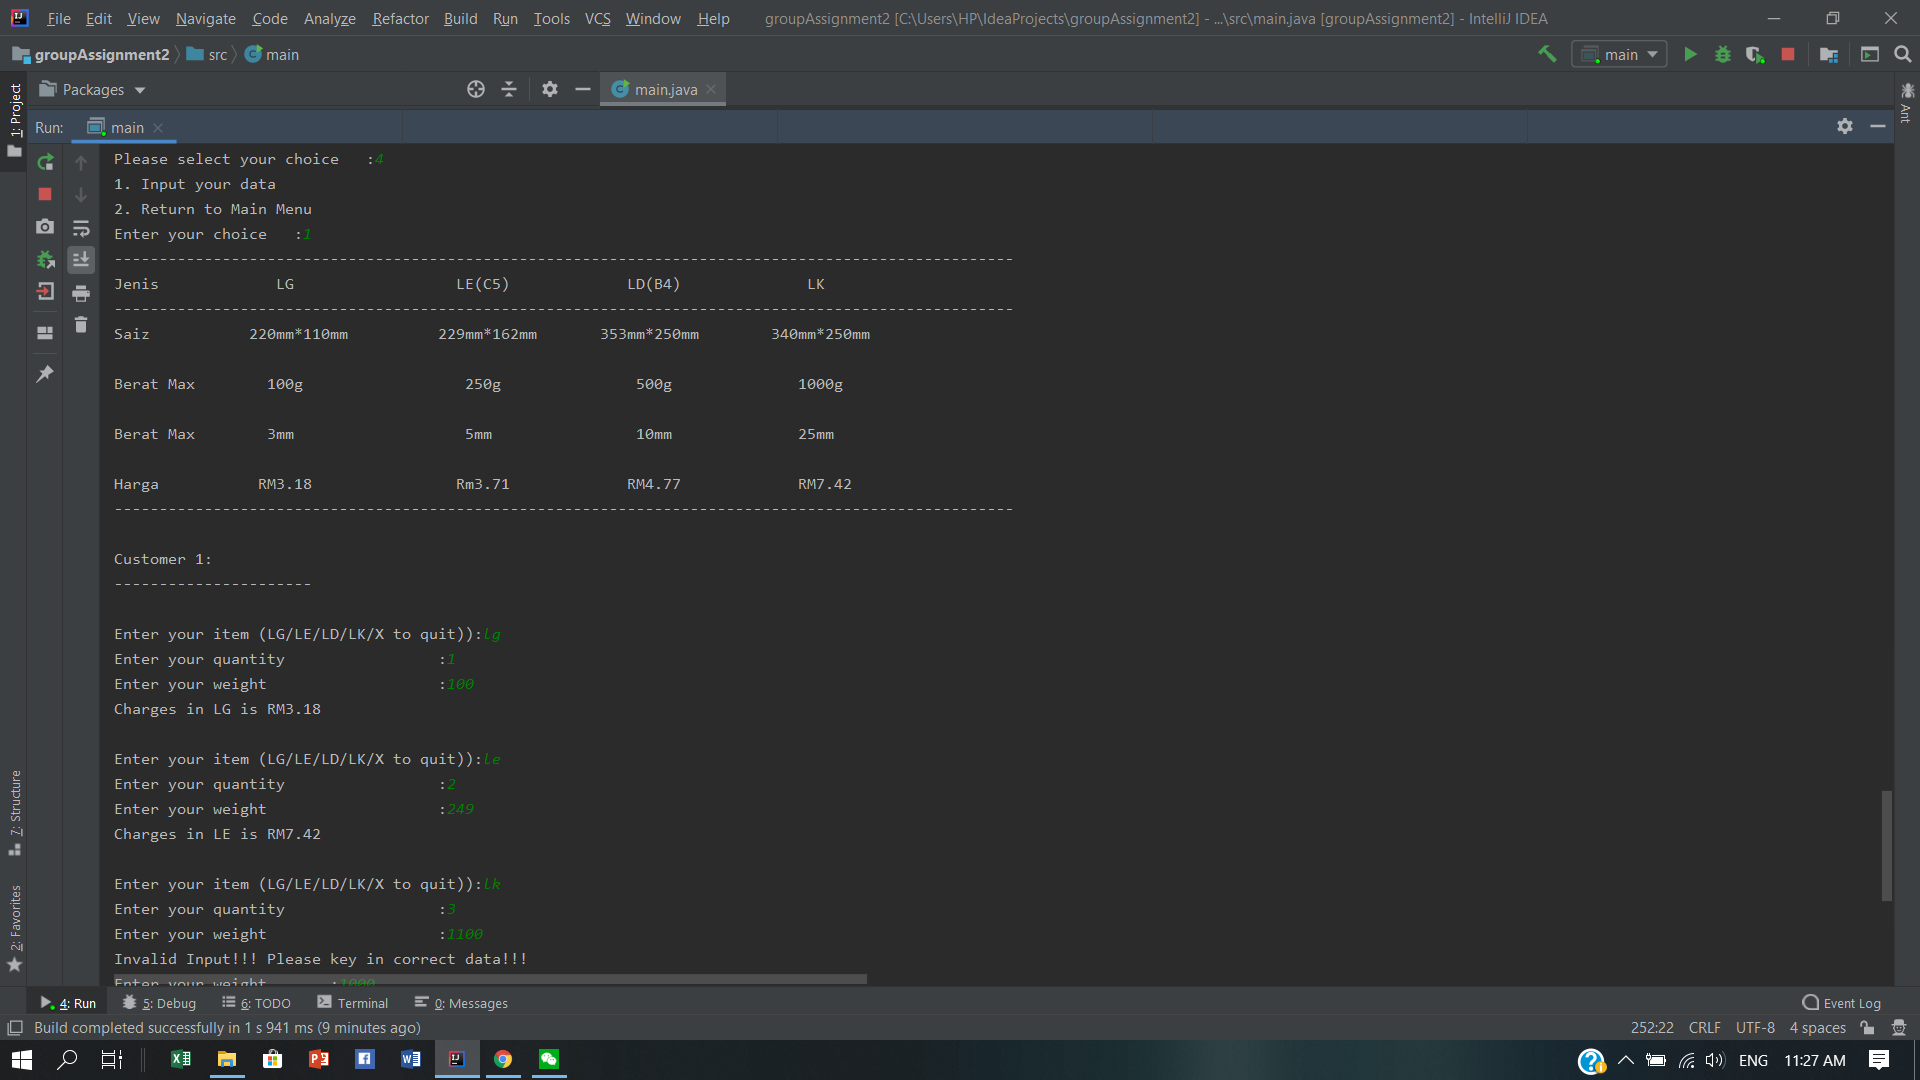 File Edit View Navigate Code Analyze Refactor Build Run Tools VCS Window Help groupAssignment2 [C:\Users\HP\IdeaProjects\groupAssignment2] - ...\src\main.java [groupAssignment2] - IntelliJ IDEA
groupAssignment2 src main main
Packages main.java
1: Project
Ant
Run: main
Please select your choice   :4
1. Input your data
2. Return to Main Menu
Enter your choice   :1
----------------------------------------------------------------------------------------------------
Jenis             LG                  LE(C5)             LD(B4)              LK
----------------------------------------------------------------------------------------------------
Saiz           220mm*110mm          229mm*162mm       353mm*250mm        340mm*250mm
Berat Max        100g                  250g               500g              1000g
Berat Max        3mm                   5mm                10mm              25mm
Harga           RM3.18                Rm3.71             RM4.77             RM7.42
----------------------------------------------------------------------------------------------------
Customer 1:
----------------------
Enter your item (LG/LE/LD/LK/X to quit)):lg
Enter your quantity                 :1
Enter your weight                   :100
Charges in LG is RM3.18
Enter your item (LG/LE/LD/LK/X to quit)):le
Enter your quantity                 :2
Enter your weight                   :249
Charges in LE is RM7.42
Enter your item (LG/LE/LD/LK/X to quit)):lk
Enter your quantity                 :3
Enter your weight                   :1100
Invalid Input!!! Please key in correct data!!!
Enter your weight       :1000
7: Structure
2: Favorites
4: Run 5: Debug 6: TODO Terminal 0: Messages Event Log
Build completed successfully in 1 s 941 ms (9 minutes ago) 252:22 CRLF UTF-8 4 spaces
ENG 11:27 AM